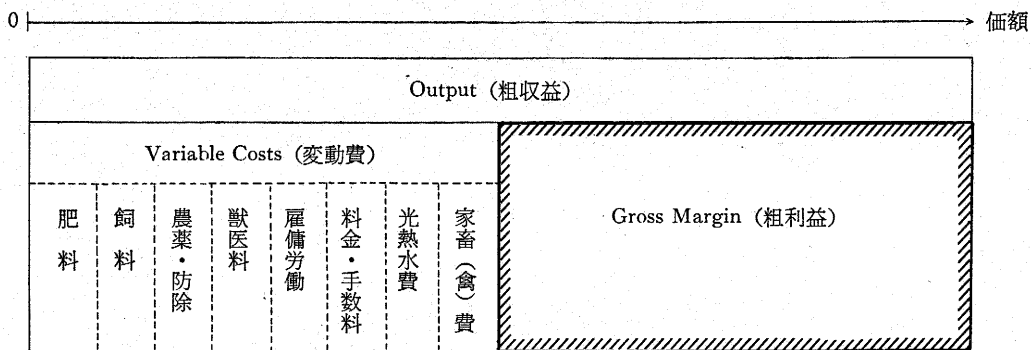 0 価額
Output (粗収益)
Variable Costs (変動費)
Gross Margin (粗利益)
肥料
飼料
農薬・防除
獣医料
雇傭労働
料金・手数料
光熱水費
家畜(禽)費